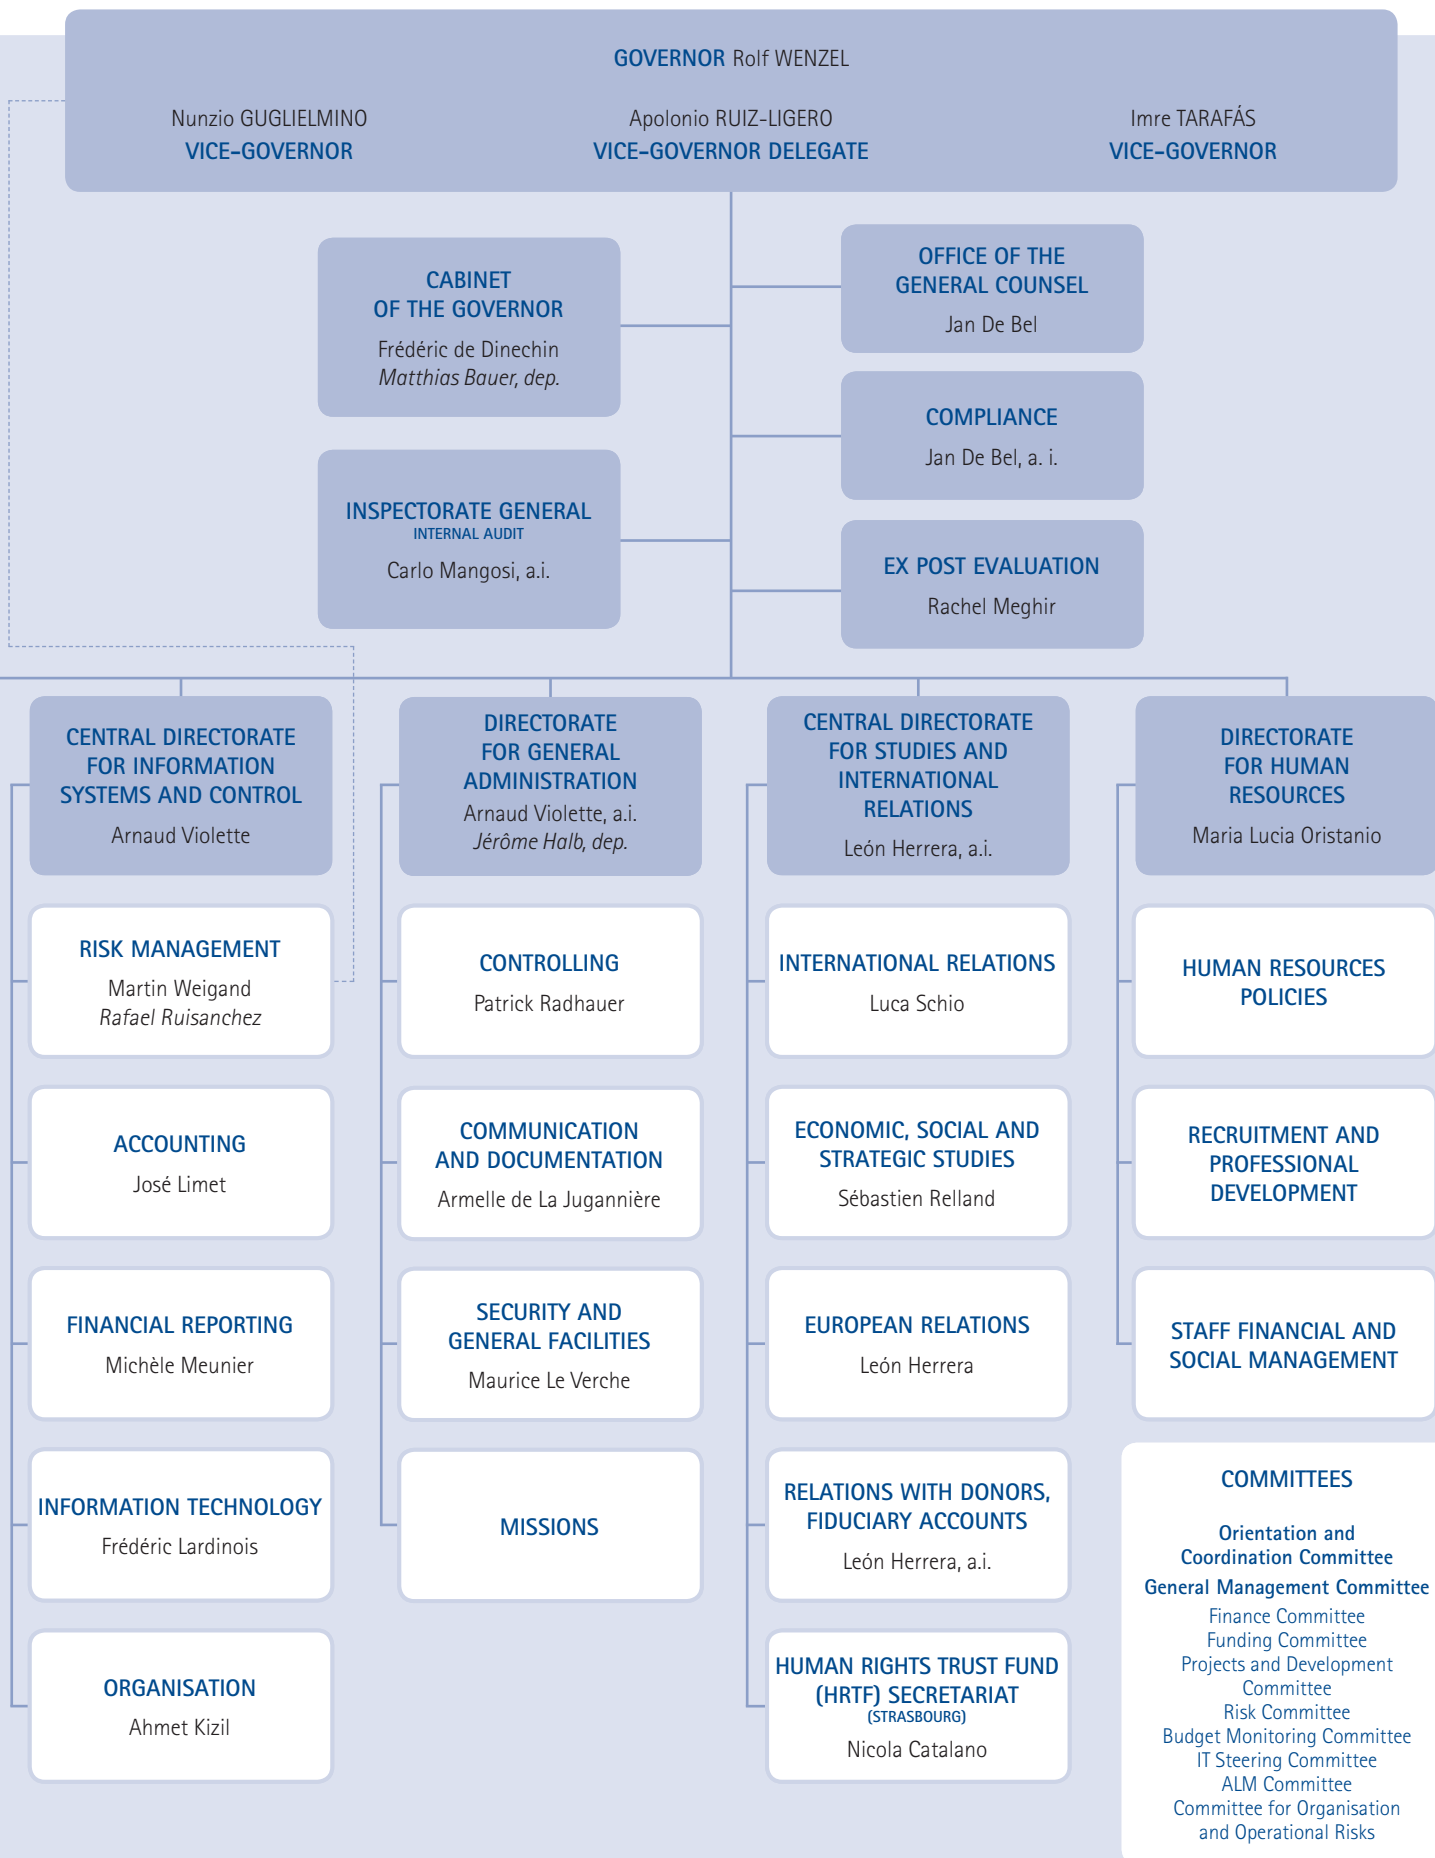 GOVERNOR Rolf WENZEL
Nunzio GUGLIELMINO
VICE-GOVERNOR
Apolonio RUIZ-LIGERO
VICE-GOVERNOR DELEGATE
Imre TARAFÁS
VICE-GOVERNOR
CABINET
OF THE GOVERNOR
Frédéric de Dinechin
Matthias Bauer, dep.
INSPECTORATE GENERAL
INTERNAL AUDIT
Carlo Mangosi, a.i.
OFFICE OF THE
GENERAL COUNSEL
Jan De Bel
COMPLIANCE
Jan De Bel, a. i.
EX POST EVALUATION
Rachel Meghir
CENTRAL DIRECTORATE
FOR INFORMATION
SYSTEMS AND CONTROL
Arnaud Violette
RISK MANAGEMENT
Martin Weigand
Rafael Ruisanchez
ACCOUNTING
José Limet
FINANCIAL REPORTING
Michèle Meunier
INFORMATION TECHNOLOGY
Frédéric Lardinois
ORGANISATION
Ahmet Kizil
DIRECTORATE
FOR GENERAL
ADMINISTRATION
Arnaud Violette, a.i.
Jérôme Halb, dep.
CONTROLLING
Patrick Radhauer
COMMUNICATION
AND DOCUMENTATION
Armelle de La Jugannière
SECURITY AND
GENERAL FACILITIES
Maurice Le Verche
MISSIONS
CENTRAL DIRECTORATE
FOR STUDIES AND
INTERNATIONAL
RELATIONS
León Herrera, a.i.
INTERNATIONAL RELATIONS
Luca Schio
ECONOMIC, SOCIAL AND
STRATEGIC STUDIES
Sébastien Relland
EUROPEAN RELATIONS
León Herrera
RELATIONS WITH DONORS,
FIDUCIARY ACCOUNTS
León Herrera, a.i.
HUMAN RIGHTS TRUST FUND
(HRTF) SECRETARIAT
(STRASBOURG)
Nicola Catalano
DIRECTORATE
FOR HUMAN
RESOURCES
Maria Lucia Oristanio
HUMAN RESOURCES
POLICIES
RECRUITMENT AND
PROFESSIONAL
DEVELOPMENT
STAFF FINANCIAL AND
SOCIAL MANAGEMENT
COMMITTEES
Orientation and
Coordination Committee
General Management Committee
Finance Committee
Funding Committee
Projects and Development
Committee
Risk Committee
Budget Monitoring Committee
IT Steering Committee
ALM Committee
Committee for Organisation
and Operational Risks